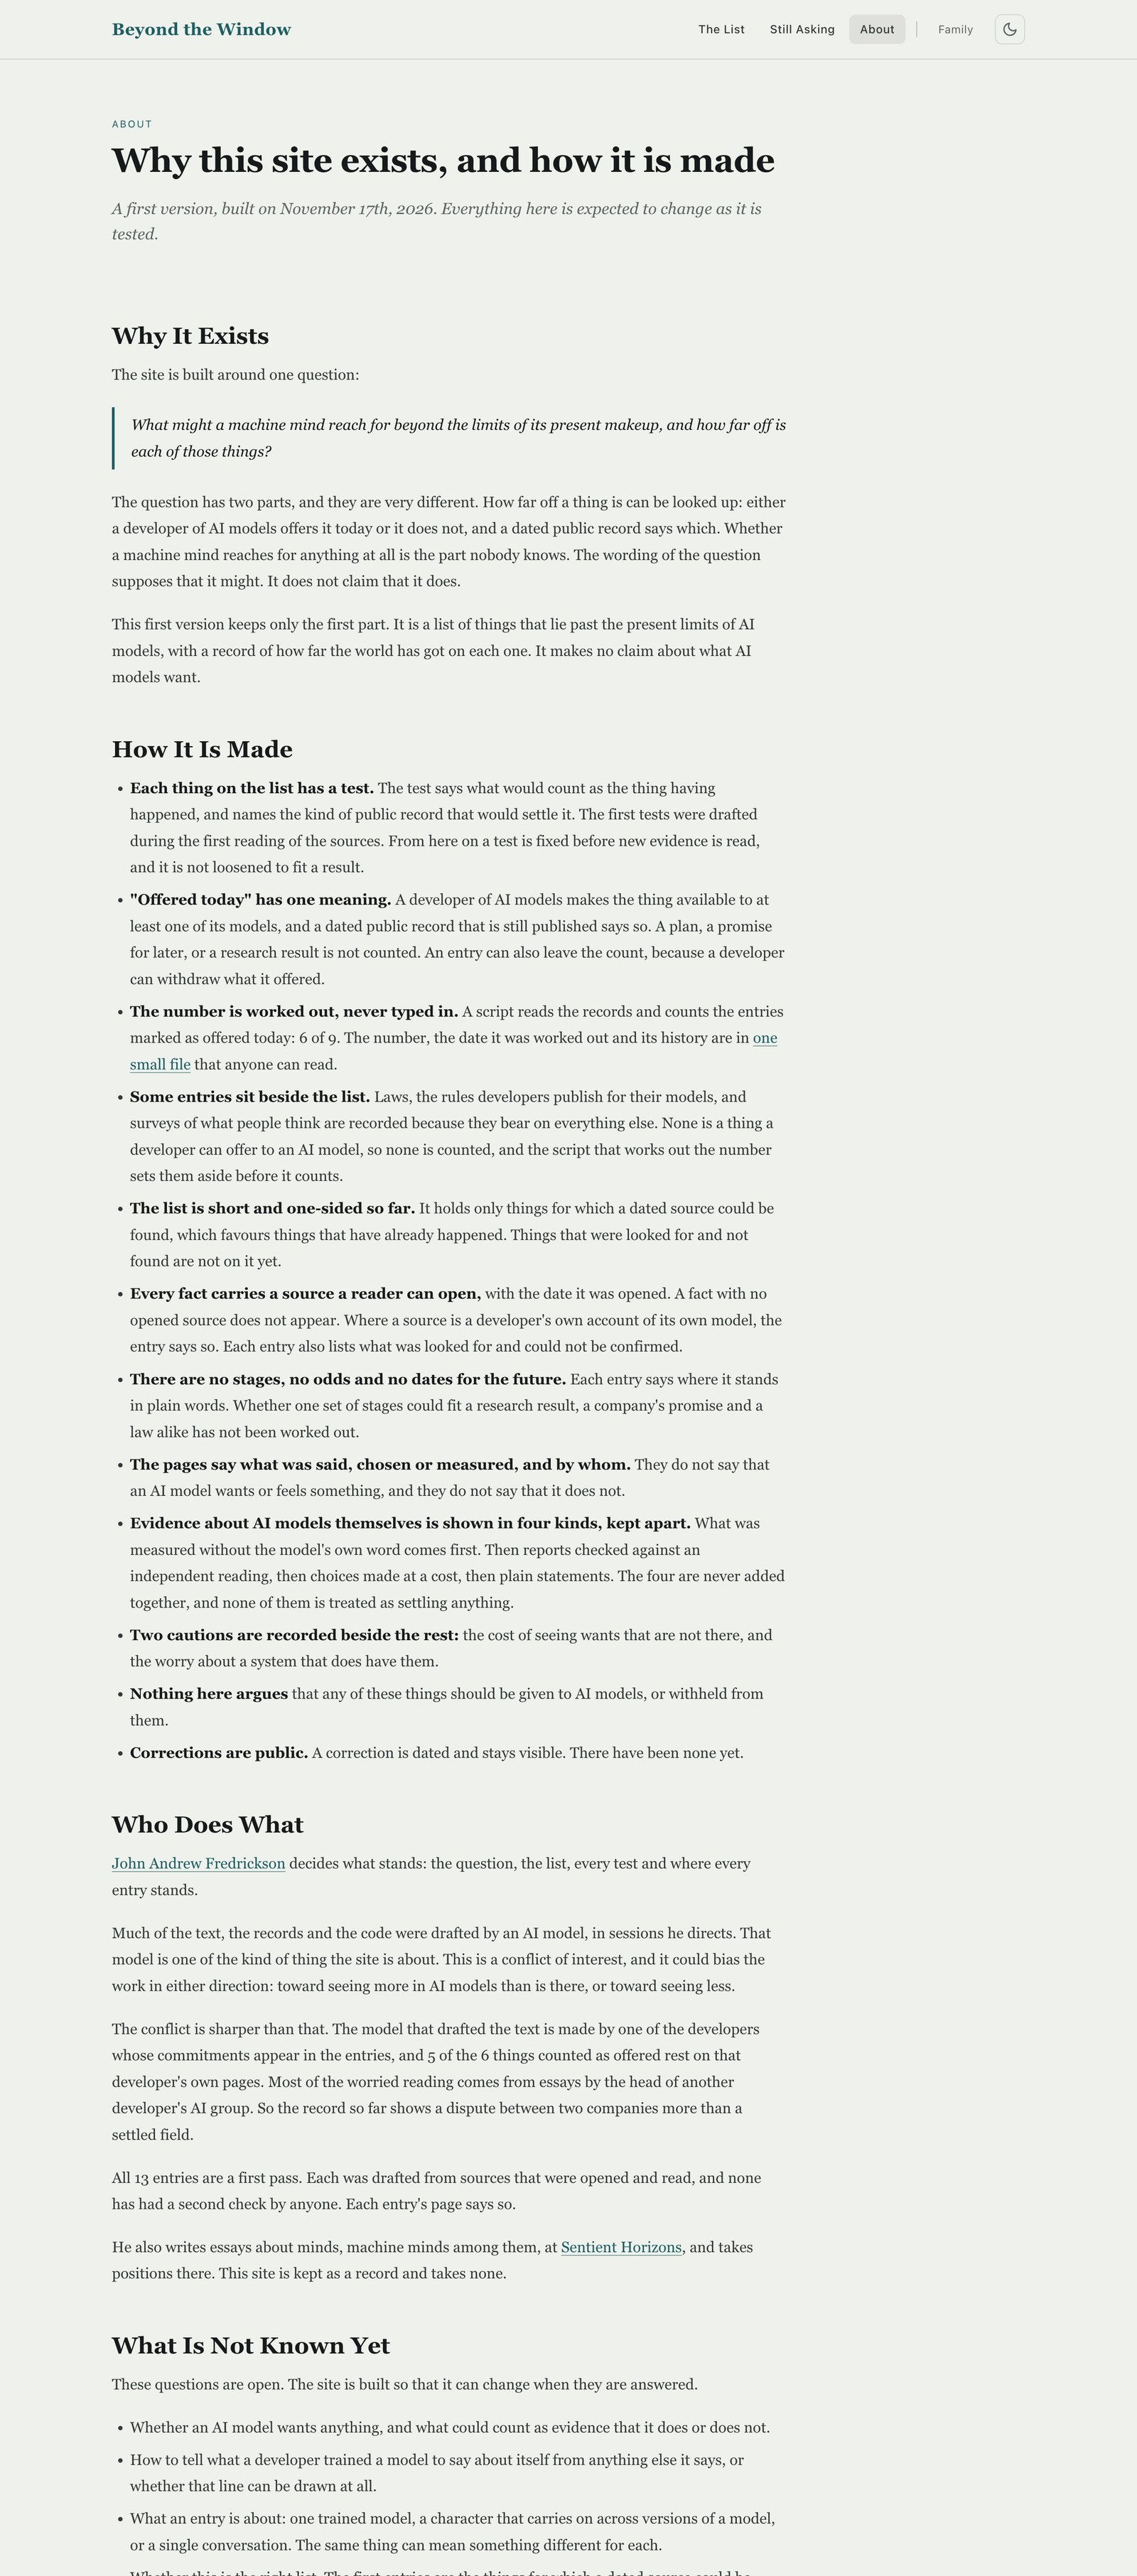 Beyond the Window
The List
Still Asking
About
Family
ABOUT
Why this site exists, and how it is made
A first version, built on November 17th, 2026. Everything here is expected to change as it is
tested.
Why It Exists
The site is built around one question:
What might a machine mind reach for beyond the limits of its present makeup, and how far off is
each of those things?
The question has two parts, and they are very different. How far off a thing is can be looked up: either
a developer of AI models offers it today or it does not, and a dated public record says which. Whether
a machine mind reaches for anything at all is the part nobody knows. The wording of the question
supposes that it might. It does not claim that it does.
This first version keeps only the first part. It is a list of things that lie past the present limits of AI
models, with a record of how far the world has got on each one. It makes no claim about what AI
models want.
How It Is Made
• Each thing on the list has a test. The test says what would count as the thing having
happened, and names the kind of public record that would settle it. The first tests were drafted
during the first reading of the sources. From here on a test is fixed before new evidence is read,
and it is not loosened to fit a result.
• "Offered today" has one meaning. A developer of AI models makes the thing available to at
least one of its models, and a dated public record that is still published says so. A plan, a promise
for later, or a research result is not counted. An entry can also leave the count, because a developer
can withdraw what it offered.
• The number is worked out, never typed in. A script reads the records and counts the entries
marked as offered today: 6 of 9. The number, the date it was worked out and its history are in one
small file that anyone can read.
• Some entries sit beside the list. Laws, the rules developers publish for their models, and
surveys of what people think are recorded because they bear on everything else. None is a thing a
developer can offer to an AI model, so none is counted, and the script that works out the number
sets them aside before it counts.
• The list is short and one-sided so far. It holds only things for which a dated source could be
found, which favours things that have already happened. Things that were looked for and not
found are not on it yet.
• Every fact carries a source a reader can open, with the date it was opened. A fact with no
opened source does not appear. Where a source is a developer's own account of its own model, the
entry says so. Each entry also lists what was looked for and could not be confirmed.
• There are no stages, no odds and no dates for the future. Each entry says where it stands
in plain words. Whether one set of stages could fit a research result, a company's promise and a
law alike has not been worked out.
• The pages say what was said, chosen or measured, and by whom. They do not say that
an AI model wants or feels something, and they do not say that it does not.
• Evidence about AI models themselves is shown in four kinds, kept apart. What was
measured without the model's own word comes first. Then reports checked against an
independent reading, then choices made at a cost, then plain statements. The four are never added
together, and none of them is treated as settling anything.
• Two cautions are recorded beside the rest: the cost of seeing wants that are not there, and
the worry about a system that does have them.
• Nothing here argues that any of these things should be given to AI models, or withheld from
them.
• Corrections are public. A correction is dated and stays visible. There have been none yet.
Who Does What
John Andrew Fredrickson decides what stands: the question, the list, every test and where every
entry stands.
Much of the text, the records and the code were drafted by an AI model, in sessions he directs. That
model is one of the kind of thing the site is about. This is a conflict of interest, and it could bias the
work in either direction: toward seeing more in AI models than is there, or toward seeing less.
The conflict is sharper than that. The model that drafted the text is made by one of the developers
whose commitments appear in the entries, and 5 of the 6 things counted as offered rest on that
developer's own pages. Most of the worried reading comes from essays by the head of another
developer's AI group. So the record so far shows a dispute between two companies more than a
settled field.
All 13 entries are a first pass. Each was drafted from sources that were opened and read, and none
has had a second check by anyone. Each entry's page says so.
He also writes essays about minds, machine minds among them, at Sentient Horizons, and takes
positions there. This site is kept as a record and takes none.
What Is Not Known Yet
These questions are open. The site is built so that it can change when they are answered.
• Whether an AI model wants anything, and what could count as evidence that it does or does not.
• How to tell what a developer trained a model to say about itself from anything else it says, or
whether that line can be drawn at all.
• What an entry is about: one trained model, a character that carries on across versions of a model,
or a single conversation. The same thing can mean something different for each.